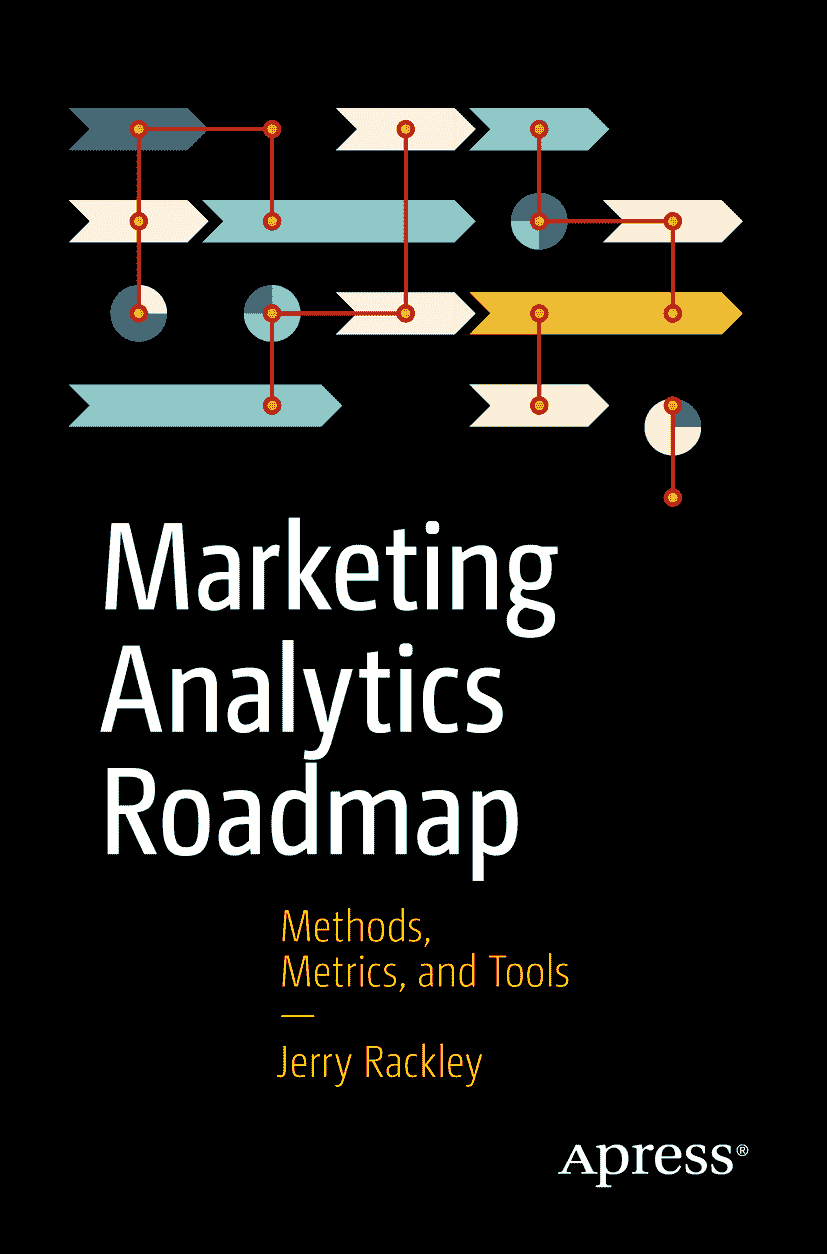 Marketing
Analytics
Roadmap
Methods,
Metrics, and Tools
—
Jerry Rackley
Apress®